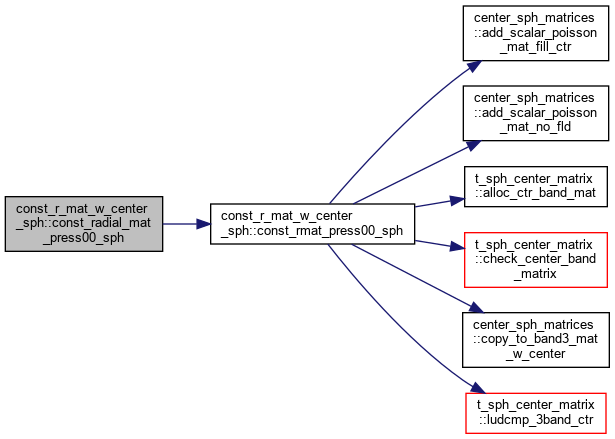 const_r_mat_w_center
_sph::const_radial_mat
_press00_sph
const_r_mat_w_center
_sph::const_rmat_press00_sph
center_sph_matrices
::add_scalar_poisson
_mat_fill_ctr
center_sph_matrices
::add_scalar_poisson
_mat_no_fld
t_sph_center_matrix
::alloc_ctr_band_mat
t_sph_center_matrix
::check_center_band
_matrix
center_sph_matrices
::copy_to_band3_mat
_w_center
t_sph_center_matrix
::ludcmp_3band_ctr